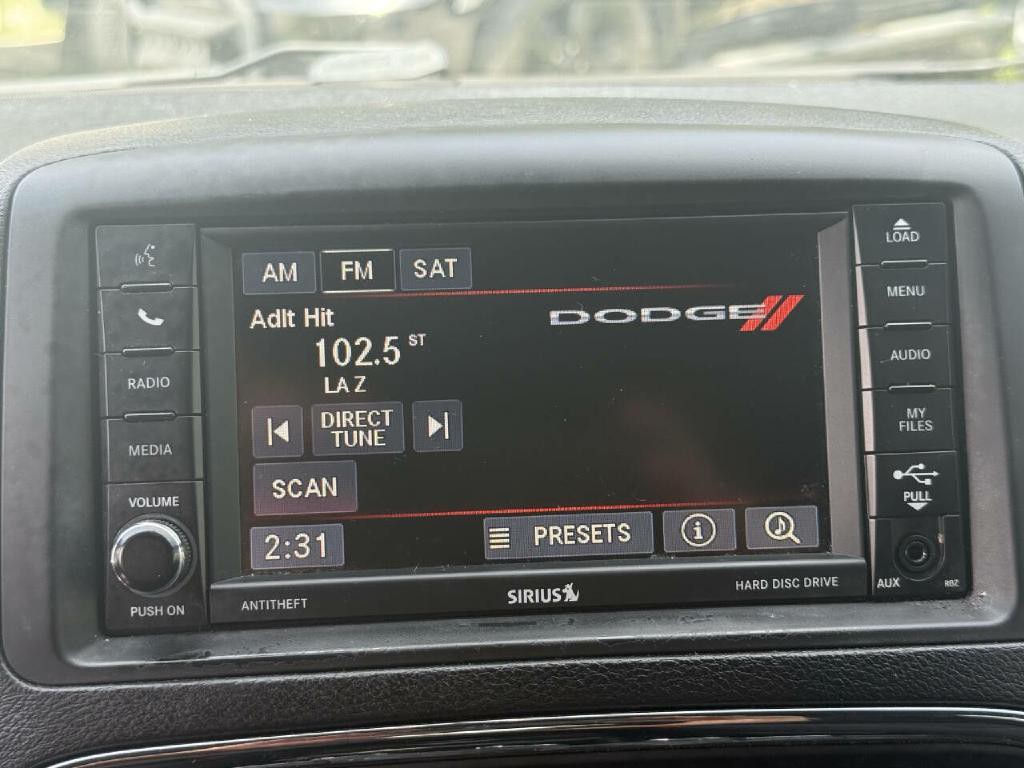 AM
FM
SAT
Adlt Hit
102.5 ST
LA Z
DIRECT
TUNE
SCAN
2:31
PRESETS
DODGE
RADIO
MEDIA
VOLUME
PUSH ON
LOAD
MENU
AUDIO
MY
FILES
PULL
AUX
RBZ
ANTITHEFT
SIRIUS
HARD DISC DRIVE